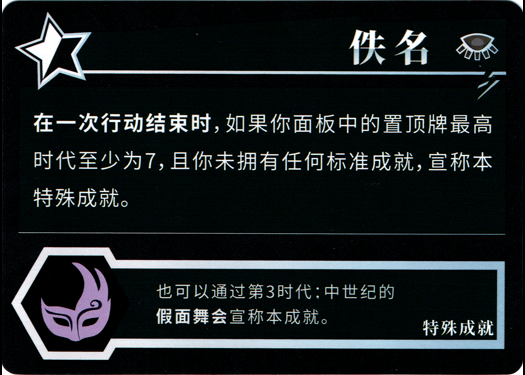 佚名
在一次行动结束时，如果你面板中的置顶牌最高
时代至少为7，且你未拥有任何标准成就，宣称本
特殊成就。
也可以通过第3时代：中世纪的
假面舞会宣称本成就。
特殊成就